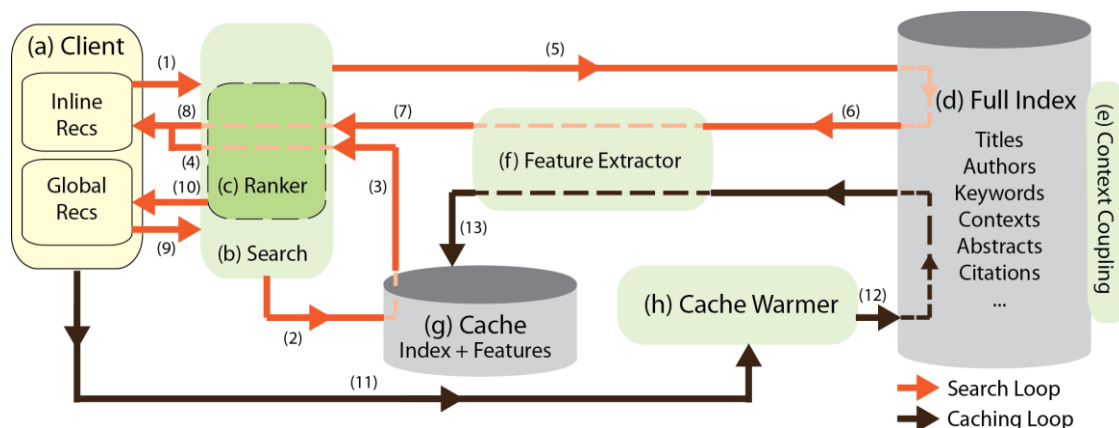 (a) Client
Inline
Recs
Global
Recs
(1)
(8)
(4)
(10)
(9)
(c) Ranker
(b) Search
(2)
(3)
(5)
(7)
(6)
(f) Feature Extractor
(13)
(g) Cache
Index + Features
(h) Cache Warmer
(12)
(11)
(d) Full Index
Titles
Authors
Keywords
Contexts
Abstracts
Citations
...
(e) Context Coupling
Search Loop
Caching Loop